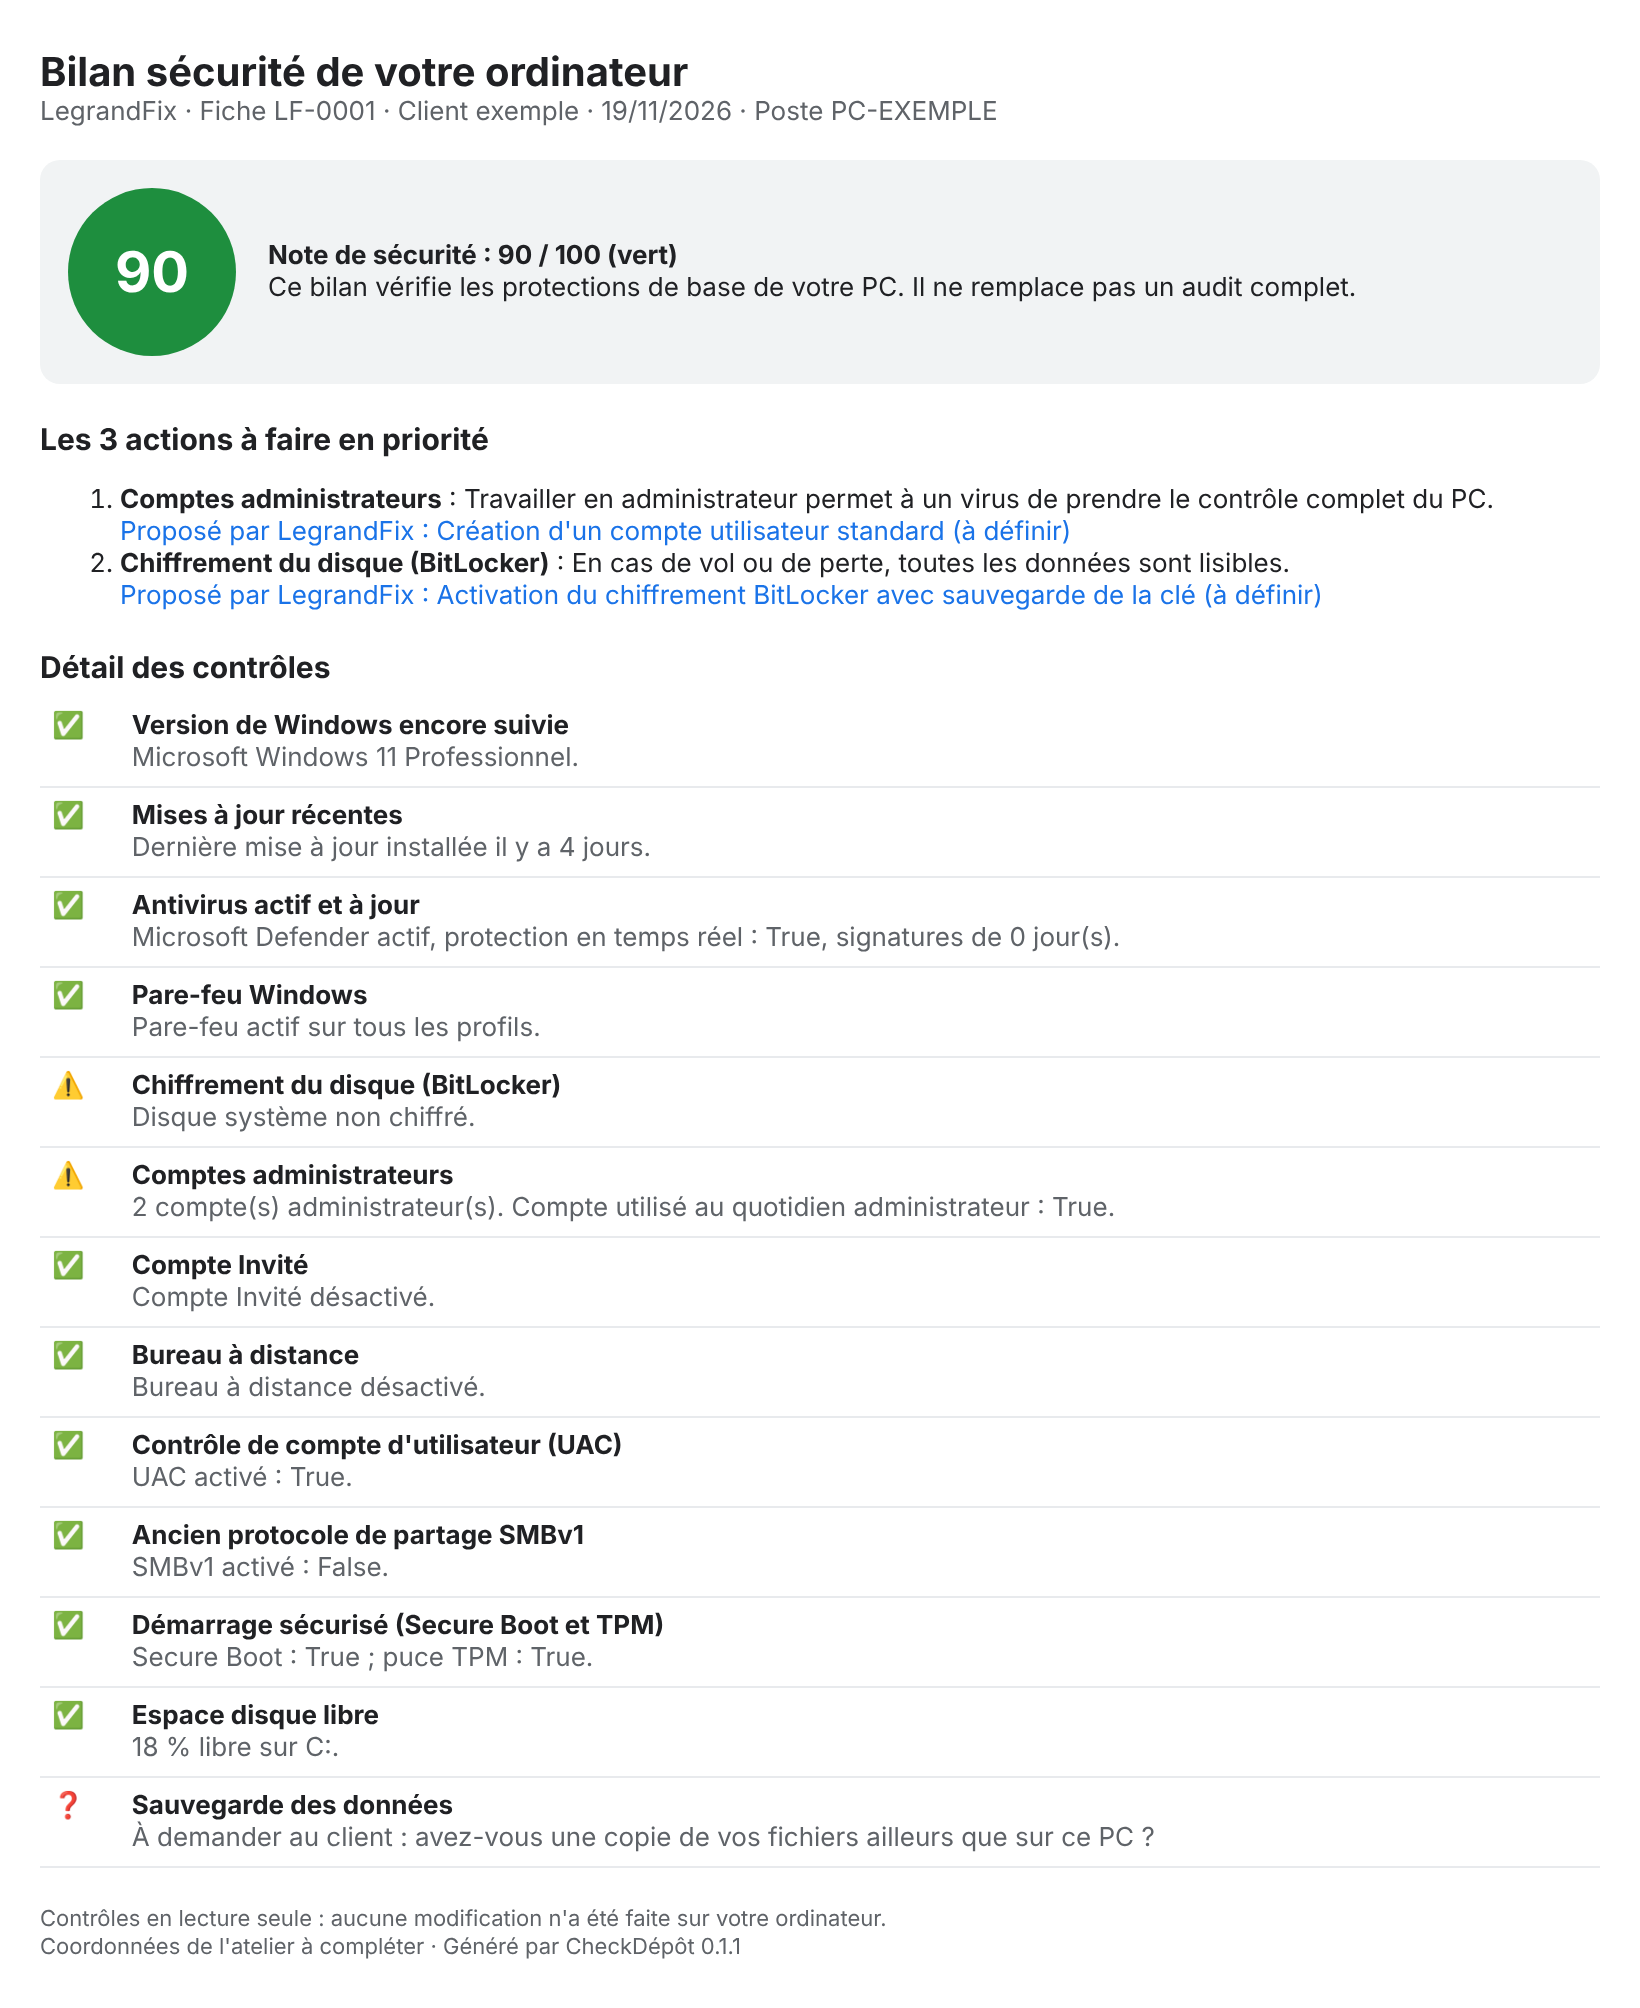 Bilan sécurité de votre ordinateur
LegrandFix · Fiche LF-0001 · Client exemple · 19/11/2026 · Poste PC-EXEMPLE
90
Note de sécurité : 90 / 100 (vert)
Ce bilan vérifie les protections de base de votre PC. Il ne remplace pas un audit complet.
Les 3 actions à faire en priorité
1. Comptes administrateurs : Travailler en administrateur permet à un virus de prendre le contrôle complet du PC.
Proposé par LegrandFix : Création d'un compte utilisateur standard (à définir)
2. Chiffrement du disque (BitLocker) : En cas de vol ou de perte, toutes les données sont lisibles.
Proposé par LegrandFix : Activation du chiffrement BitLocker avec sauvegarde de la clé (à définir)
Détail des contrôles
✅ Version de Windows encore suivie
Microsoft Windows 11 Professionnel.
✅ Mises à jour récentes
Dernière mise à jour installée il y a 4 jours.
✅ Antivirus actif et à jour
Microsoft Defender actif, protection en temps réel : True, signatures de 0 jour(s).
✅ Pare-feu Windows
Pare-feu actif sur tous les profils.
⚠️ Chiffrement du disque (BitLocker)
Disque système non chiffré.
⚠️ Comptes administrateurs
2 compte(s) administrateur(s). Compte utilisé au quotidien administrateur : True.
✅ Compte Invité
Compte Invité désactivé.
✅ Bureau à distance
Bureau à distance désactivé.
✅ Contrôle de compte d'utilisateur (UAC)
UAC activé : True.
✅ Ancien protocole de partage SMBv1
SMBv1 activé : False.
✅ Démarrage sécurisé (Secure Boot et TPM)
Secure Boot : True ; puce TPM : True.
✅ Espace disque libre
18 % libre sur C:.
❓ Sauvegarde des données
À demander au client : avez-vous une copie de vos fichiers ailleurs que sur ce PC ?
Contrôles en lecture seule : aucune modification n'a été faite sur votre ordinateur.
Coordonnées de l'atelier à compléter · Généré par CheckDépôt 0.1.1